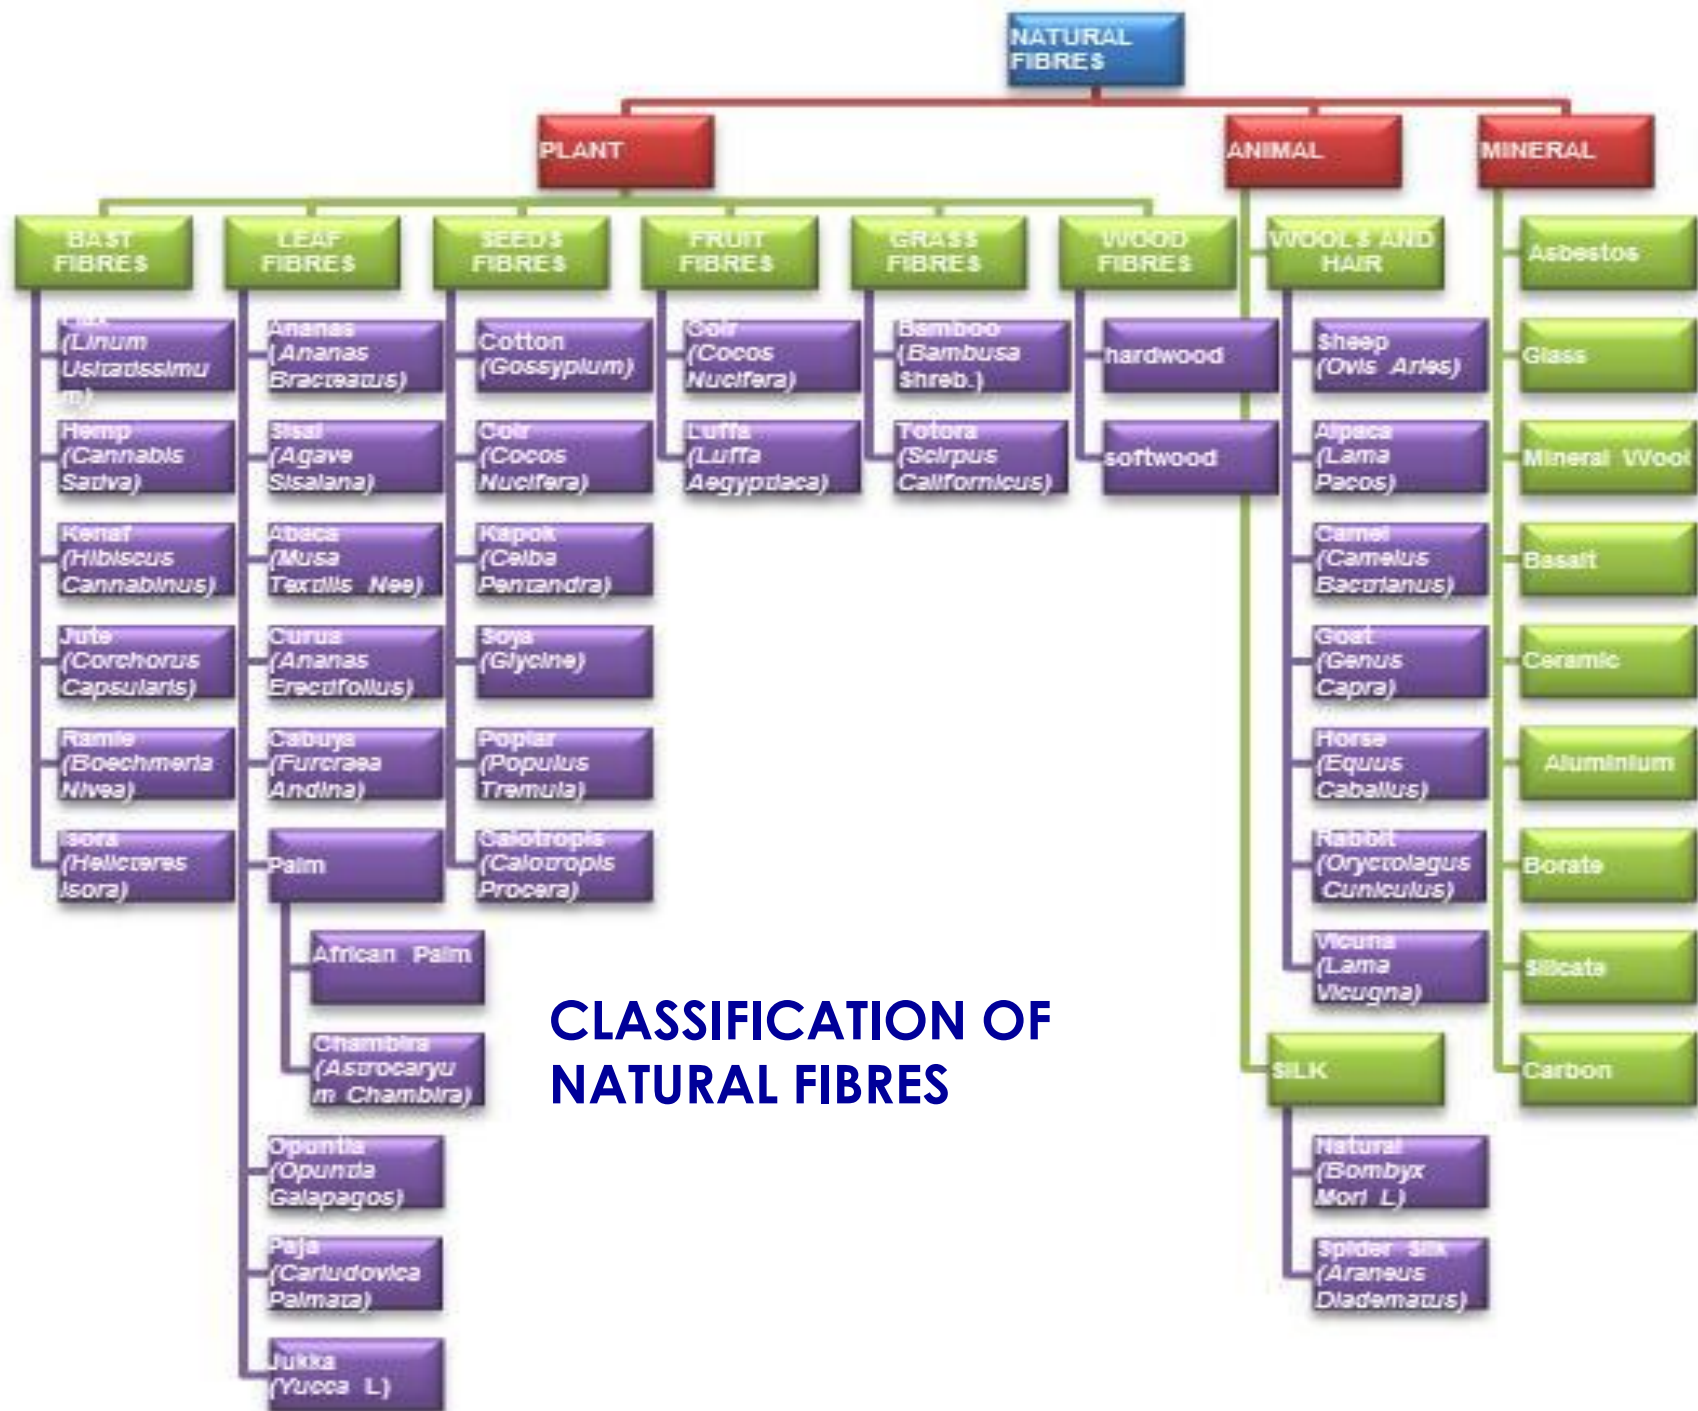 NATURAL
FIBRES
PLANT
ANIMAL
MINERAL
BAST
FIBRES
LEAF
FIBRES
SEEDS
FIBRES
FRUIT
FIBRES
GRASS
FIBRES
WOOD
FIBRES
WOOLS AND
HAIR
Asbestos
Flax
(Linum
Usitatissimu
m)
Hemp
(Cannabis
Sativa)
Kenaf
(Hibiscus
Cannabinus)
Jute
(Corchorus
Capsularis)
Ramie
(Boechmeria
Nivea)
Isora
(Helicteres
Isora)
Ananas
(Ananas
Bracteatus)
Sisal
(Agave
Sisalana)
Abaca
(Musa
Textilis Nee)
Curua
(Ananas
Erectifolius)
Cabuya
(Furcraea
Andina)
Palm
African Palm
Chambira
(Astrocaryu
m Chambira)
Opuntia
(Opuntia
Galapagos)
Paja
(Carludovica
Palmata)
Jukka
(Yucca L)
Cotton
(Gossypium)
Coir
(Cocos
Nucifera)
Kapok
(Ceiba
Pentandra)
Soya
(Glycine)
Poplar
(Populus
Tremula)
Calotropis
(Calotropis
Procera)
Coir
(Cocos
Nucifera)
Luffa
(Luffa
Aegyptiaca)
Bamboo
(Bambusa
Shreb.)
Totora
(Scirpus
Californicus)
hardwood
softwood
Sheep
(Ovis Aries)
Alpaca
(Lama
Pacos)
Camel
(Camelus
Bactrianus)
Goat
(Genus
Capra)
Horse
(Equus
Caballus)
Rabbit
(Oryctolagus
Cuniculus)
Vicuna
(Lama
Vicugna)
SILK
Natural
(Bombyx
Mori L)
Spider Silk
(Araneus
Diadematus)
Glass
Mineral Wool
Basalt
Ceramic
Aluminium
Borate
Silicate
Carbon
CLASSIFICATION OF
NATURAL FIBRES